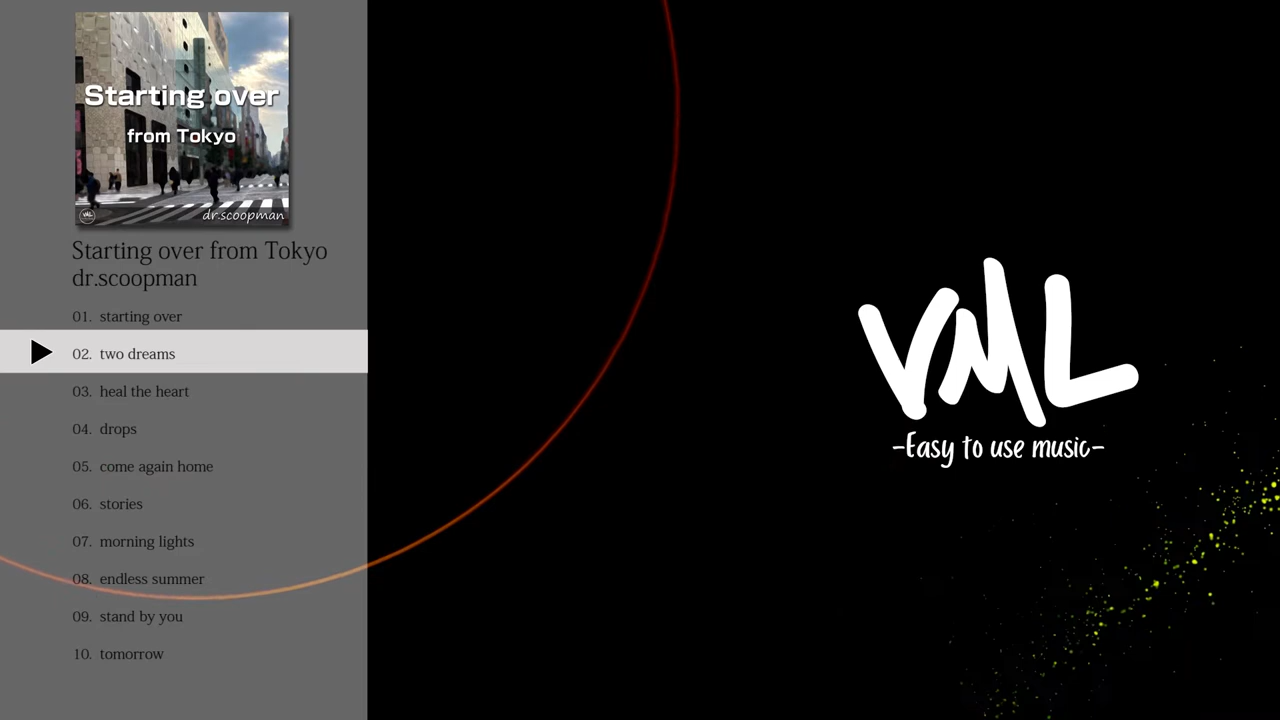 Starting over
from Tokyo
VML
dr.scoopman
Starting over from Tokyo
dr.scoopman
01. starting over
02. two dreams
03. heal the heart
04. drops
05. come again home
06. stories
07. morning lights
08. endless summer
09. stand by you
10. tomorrow
VML
-Easy to use music-